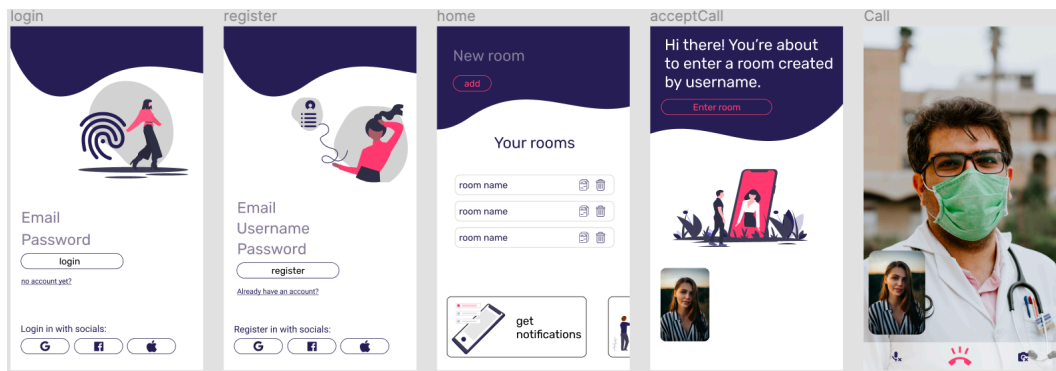 login
Email
Password
login
no account yet?
Login in with socials:
G
register
Email
Username
Password
register
Already have an account?
Register in with socials:
G
home
New room
add
Your rooms
room name
room name
room name
get
notifications
acceptCall
Hi there! You're about
to enter a room created
by username.
Enter room
Call